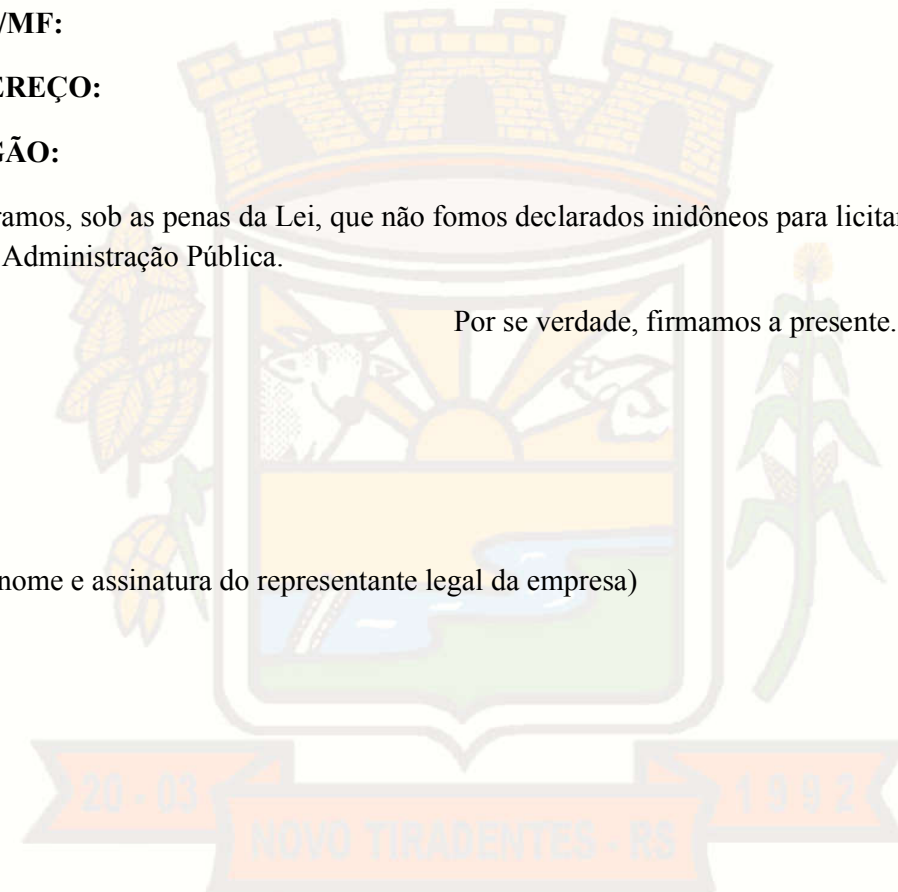 /MF:
EREÇO:
GÃO:
ramos, sob as penas da Lei, que não fomos declarados inidôneos para licitar
Administração Pública.
Por se verdade, firmamos a presente.
nome e assinatura do representante legal da empresa)
20 - 03
1992
NOVO TIRADENTES - RS